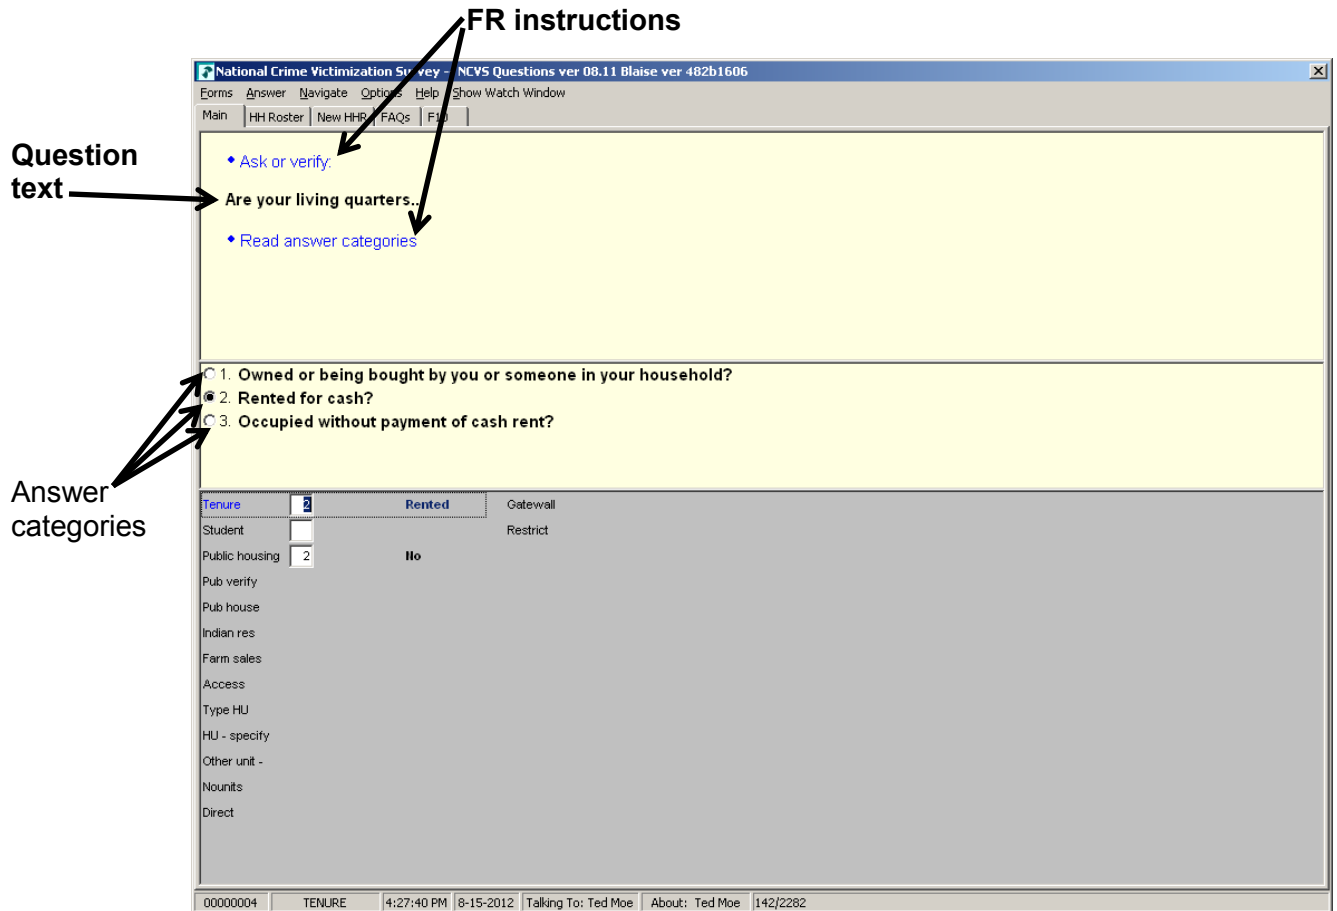 FR instructions
National Crime Victimization Survey - NCVS Questions ver 08.11 Blaise ver 482b1606
Forms Answer Navigate Options Help Show Watch Window
Main HH Roster New HHR FAQs F10
Question
text
Ask or verify:
Are your living quarters...
Read answer categories
1. Owned or being bought by you or someone in your household?
2. Rented for cash?
3. Occupied without payment of cash rent?
Answer
categories
Tenure 2 Rented Gatewall
Student Restrict
Public housing 2 No
Pub verify
Pub house
Indian res
Farm sales
Access
Type HU
HU - specify
Other unit -
Nounits
Direct
00000004 TENURE 4:27:40 PM 8-15-2012 Talking To: Ted Moe About: Ted Moe 142/2282